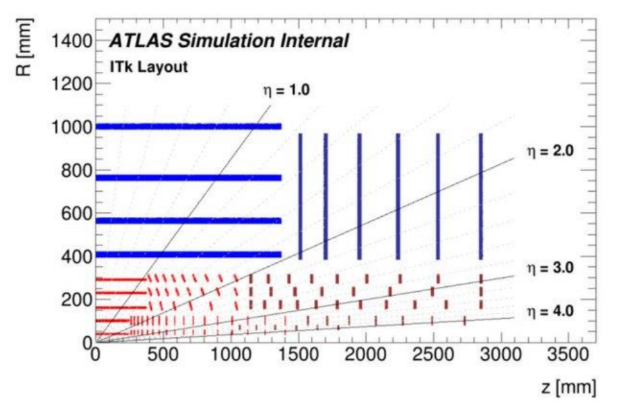 R [mm]
1400
ATLAS Simulation Internal
ITk Layout
1200
η = 1.0
1000
η = 2.0
800
600
400
η = 3.0
200
η = 4.0
0
0 500 1000 1500 2000 2500 3000 3500
z [mm]